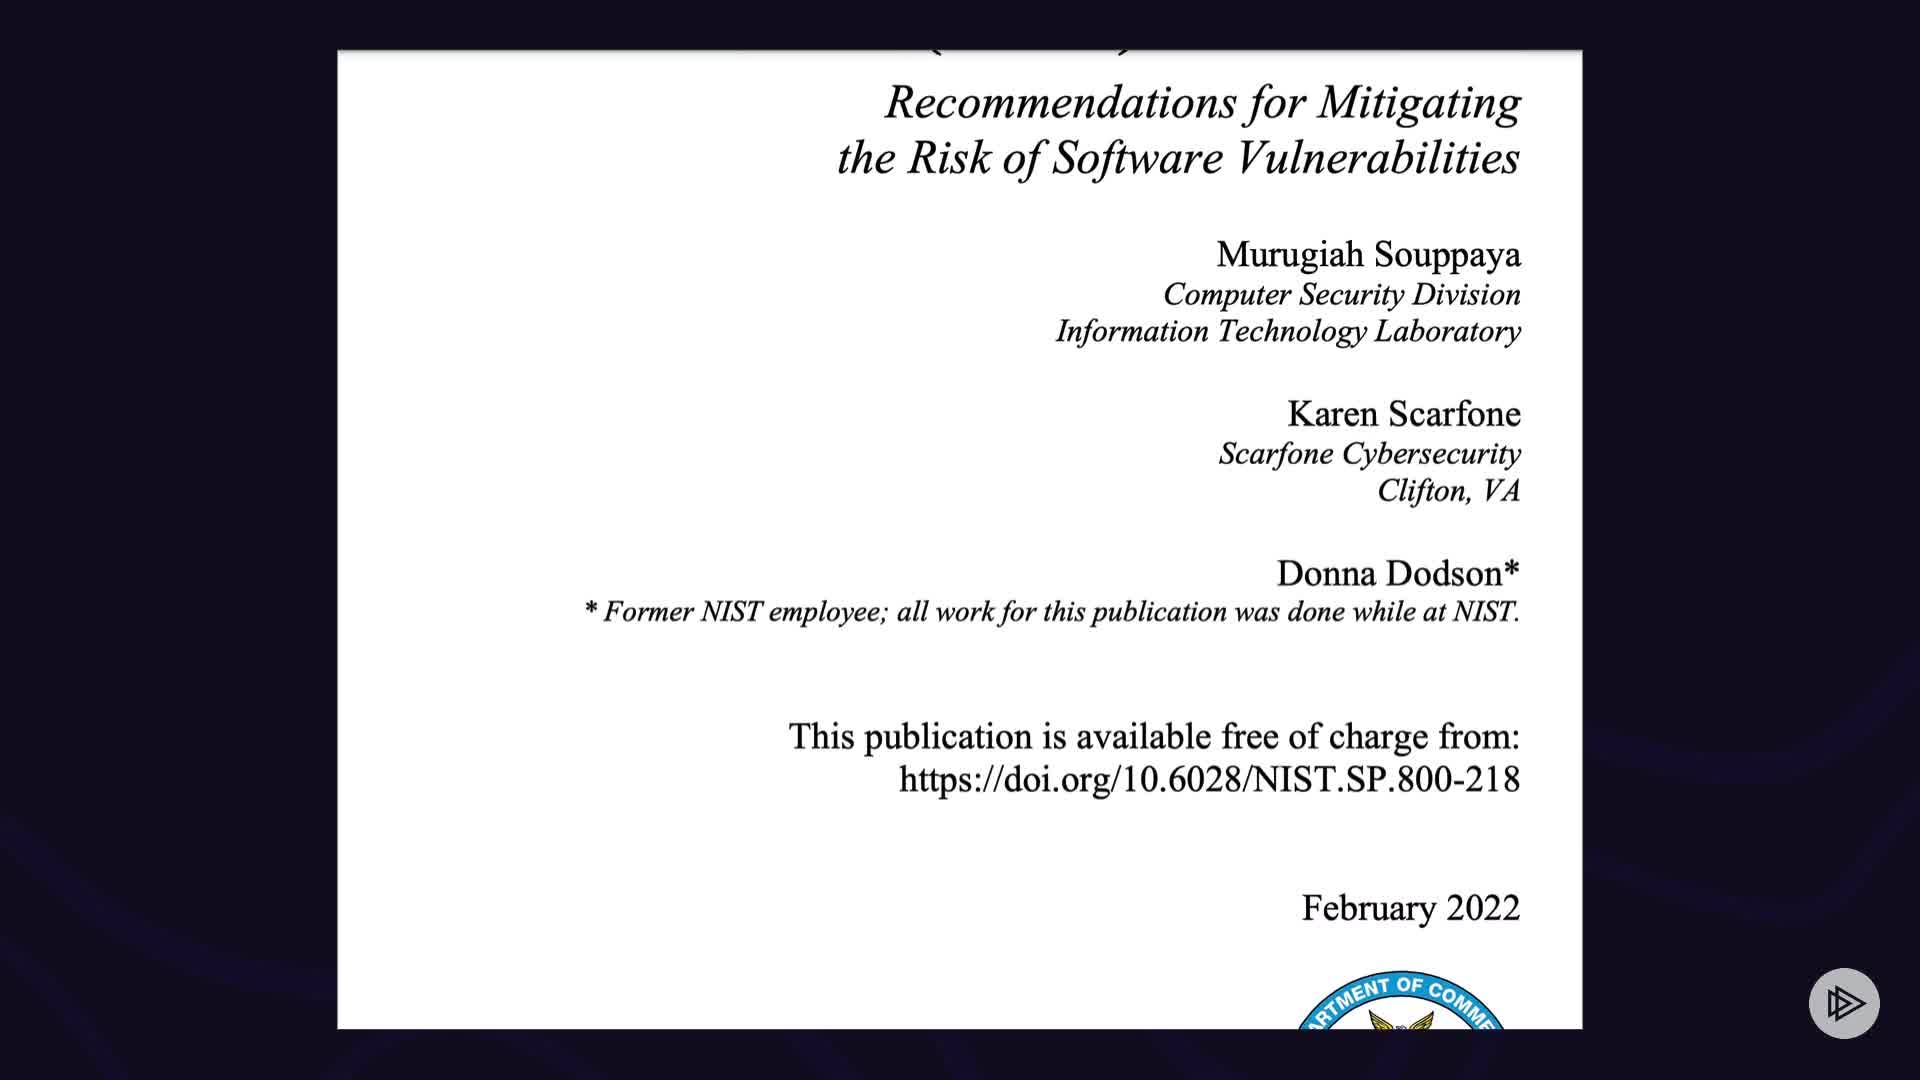 Recommendations for Mitigating
the Risk of Software Vulnerabilities
Murugiah Souppaya
Computer Security Division
Information Technology Laboratory
Karen Scarfone
Scarfone Cybersecurity
Clifton, VA
Donna Dodson*
* Former NIST employee; all work for this publication was done while at NIST.
This publication is available free of charge from:
https://doi.org/10.6028/NIST.SP.800-218
February 2022
OF